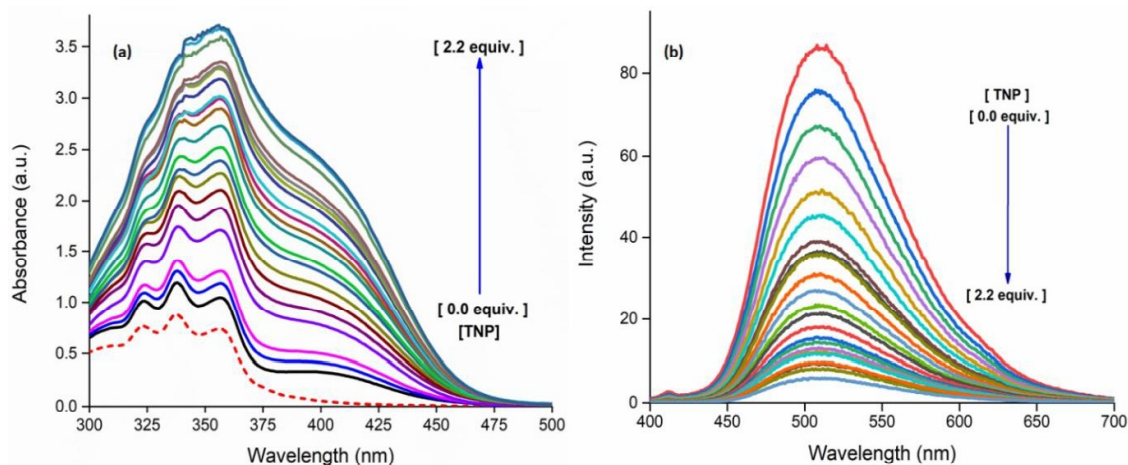 (a)
[ 2.2 equiv. ]
[ 0.0 equiv. ]
[TNP]
Absorbance (a.u.)
3.5
3.0
2.5
2.0
1.5
1.0
0.5
0.0
300 325 350 375 400 425 450 475 500
Wavelength (nm)
(b)
[ TNP ]
[ 0.0 equiv. ]
[ 2.2 equiv. ]
Intensity (a.u.)
80
60
40
20
0
400 450 500 550 600 650 700
Wavelength (nm)